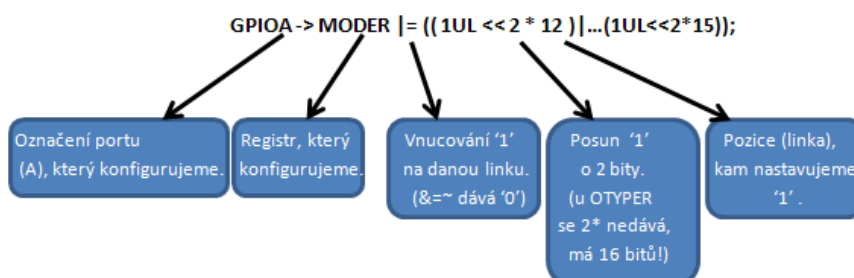 GPIOA -> MODER |= (( 1UL << 2 * 12 )|...(1UL<<2*15));
Označení portu
(A), který konfigurujeme.
Registr, který
konfigurujeme.
Vnucování ‘1’
na danou linku.
(&=~ dává ‘0’)
Posun ‘1’
o 2 bity.
(u OTYPER
se 2* nedává,
má 16 bitů!)
Pozice (linka),
kam nastavujeme
‘1’ .